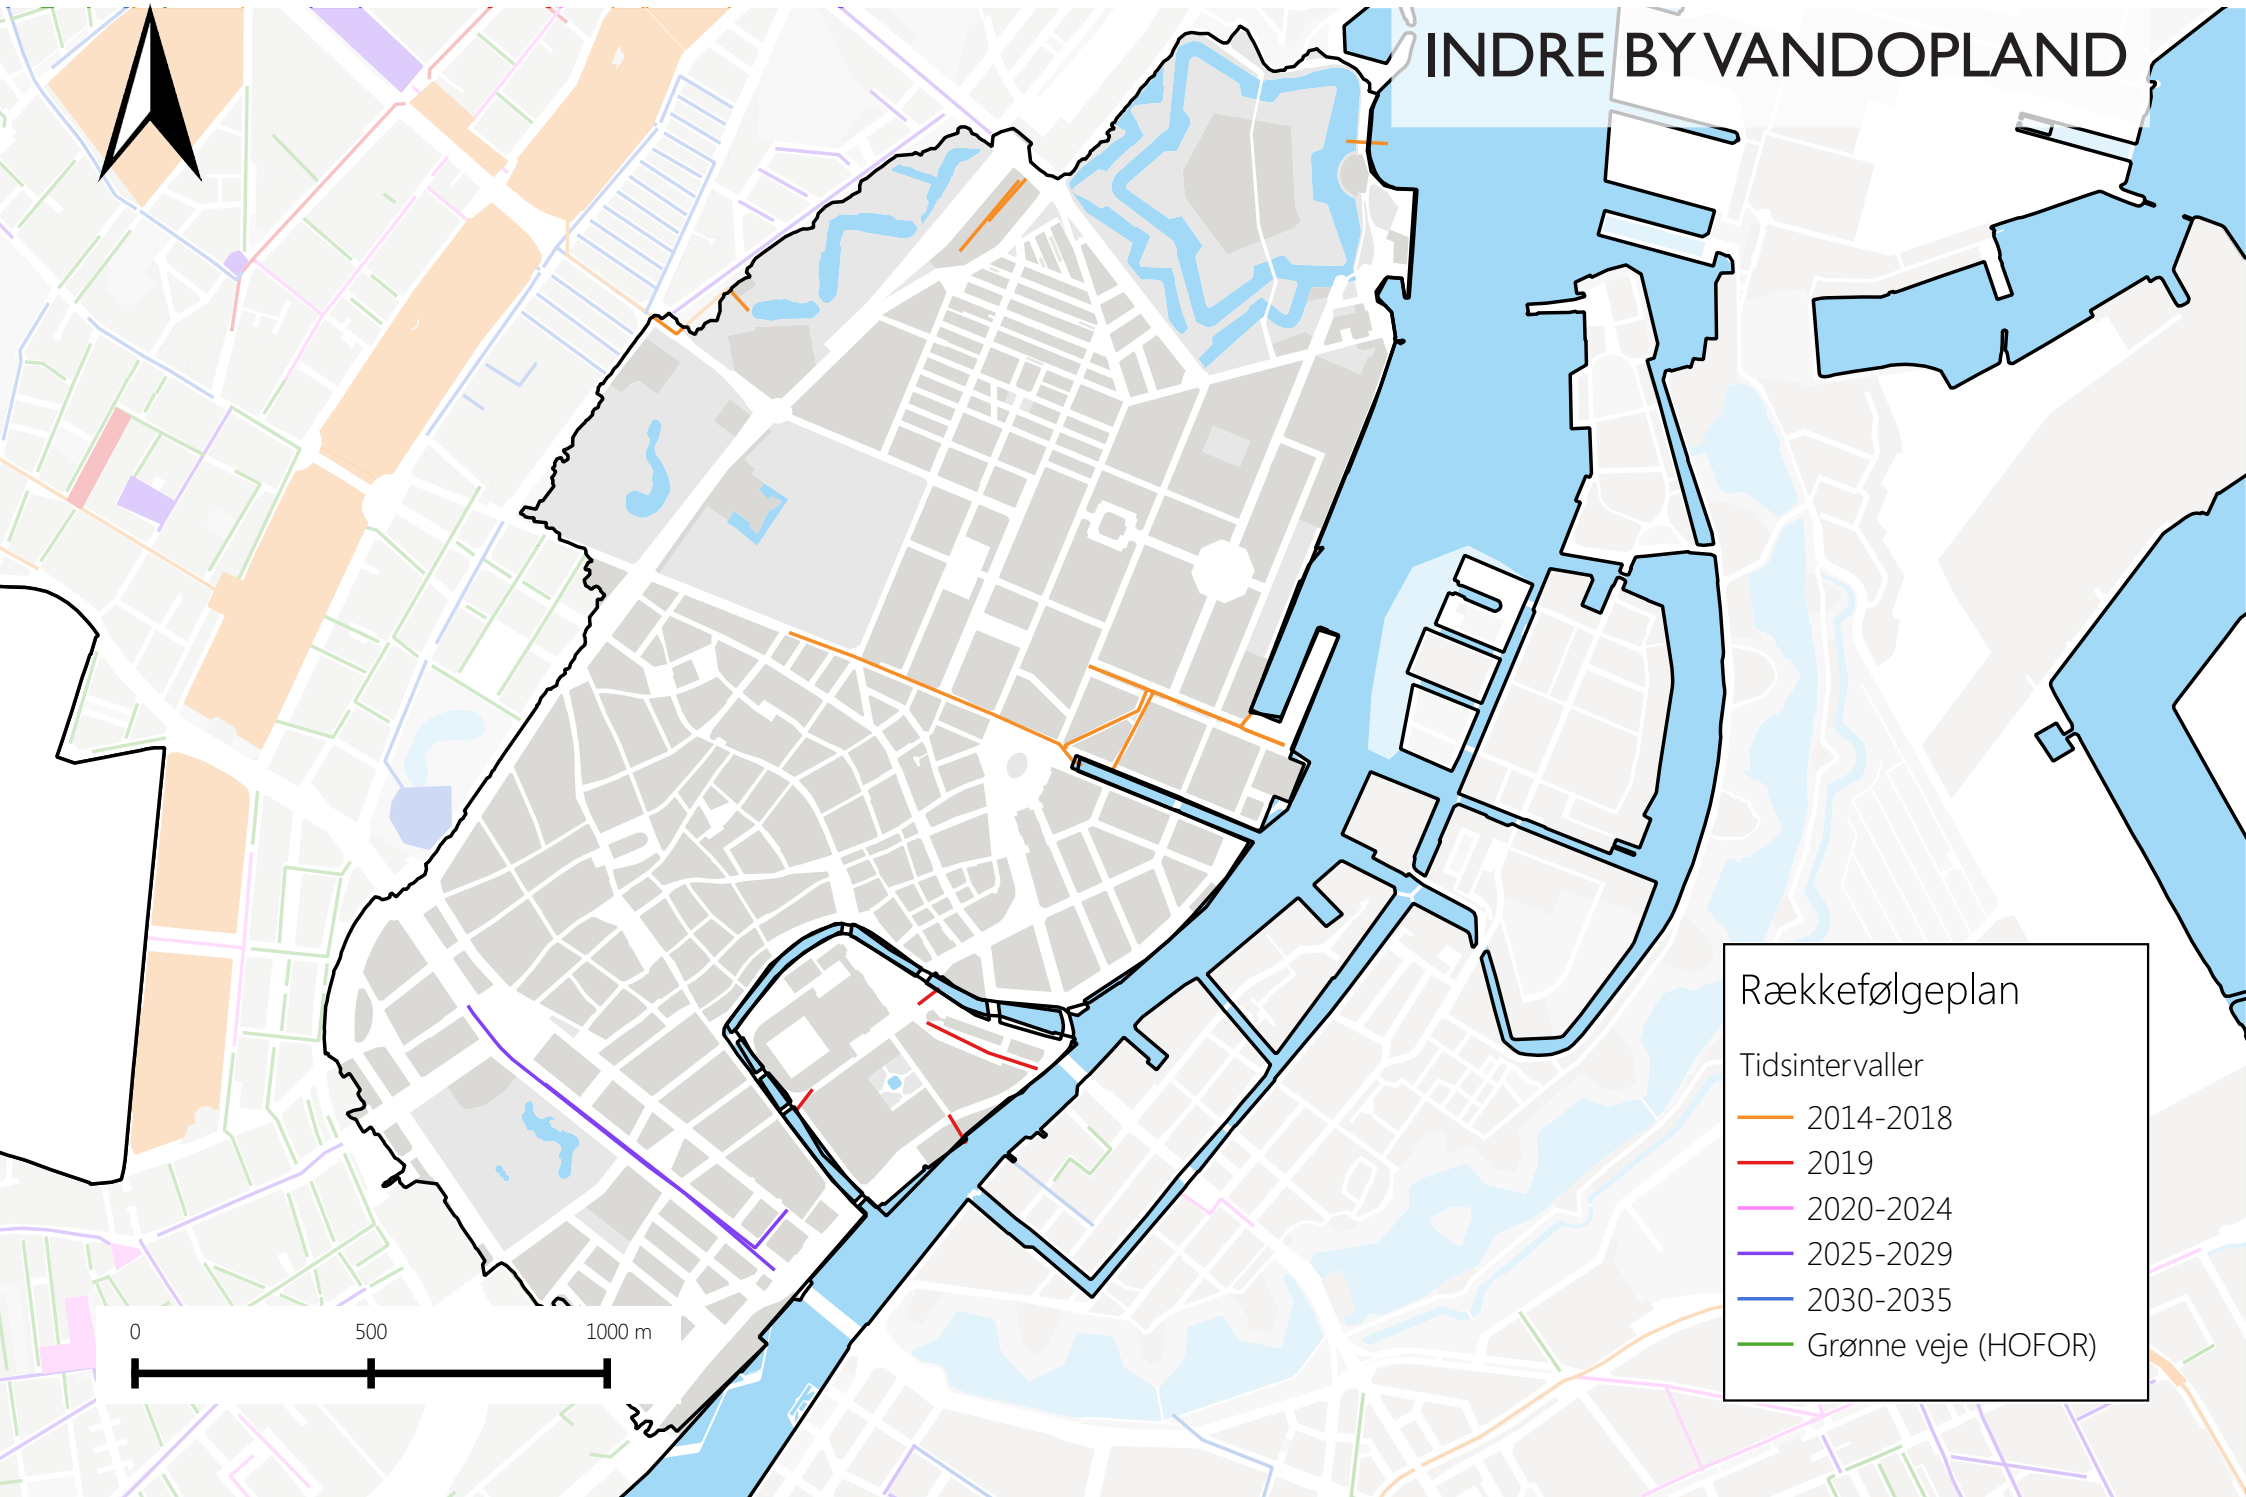 INDRE BY VANDOPLAND
Rækkefølgeplan
Tidsintervaller
2014-2018
2019
2020-2024
2025-2029
2030-2035
Grønne veje (HOFOR)
0 500 1000 m